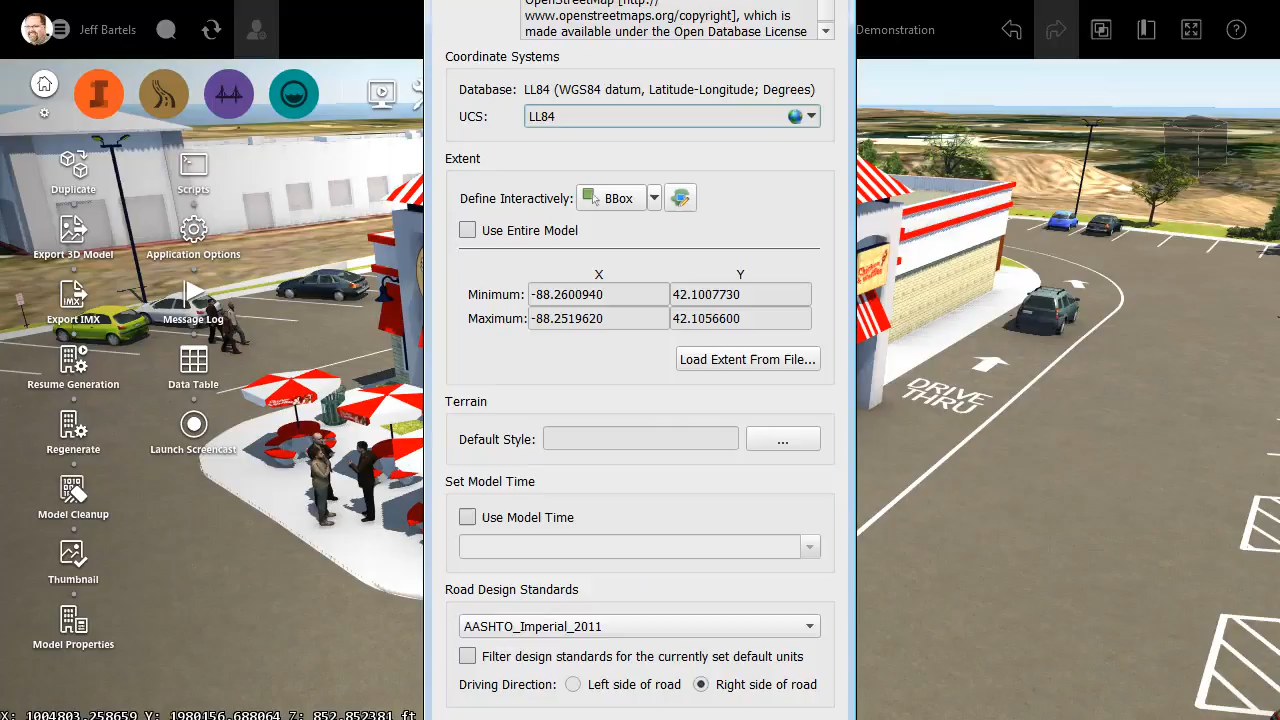 Jeff Bartels
OpenStreetMap [http://
www.openstreetmaps.org/copyright], which is
made available under the Open Database License
Demonstration
Coordinate Systems
Database: LL84 (WGS84 datum, Latitude-Longitude; Degrees)
UCS: LL84
Extent
Define Interactively: BBox
Use Entire Model
X Y
Minimum: -88.2600940 42.1007730
Maximum: -88.2519620 42.1056600
Load Extent From File...
Terrain
Default Style: ...
Set Model Time
Use Model Time
Road Design Standards
AASHTO_Imperial_2011
Filter design standards for the currently set default units
Driving Direction: Left side of road Right side of road
Duplicate
Scripts
Export 3D Model
Application Options
Export IMX
Message Log
Resume Generation
Data Table
Regenerate
Launch Screencast
Model Cleanup
Thumbnail
Model Properties
DRIVE
THRU
X: 1004803.258659 Y: 1980156.688064 Z: 852.852381 ft